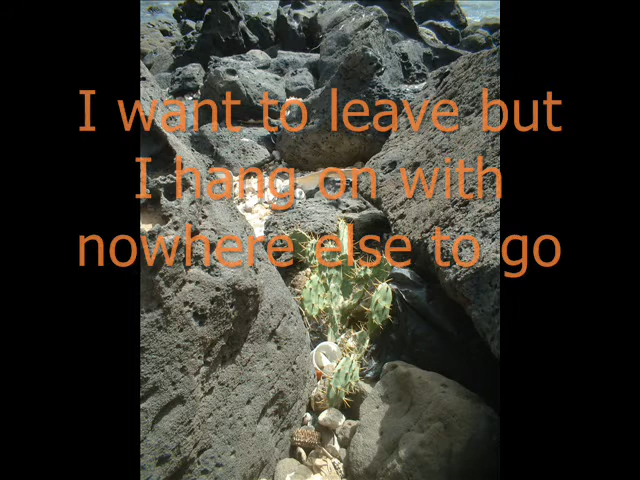 I want to leave but
I hang on with
nowhere else to go